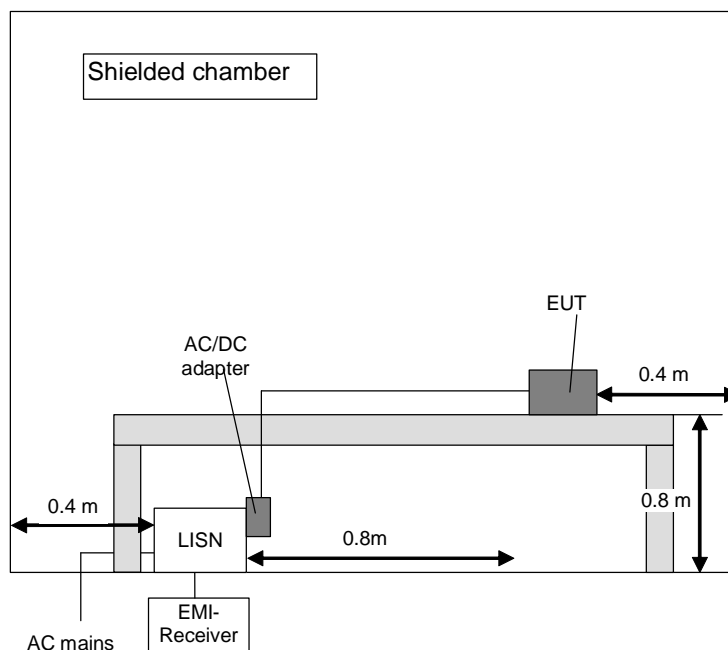 Shielded chamber
EUT
AC/DC
adapter
0.4 m
0.4 m
0.8 m
LISN
0.8m
EMI-
Receiver
AC mains